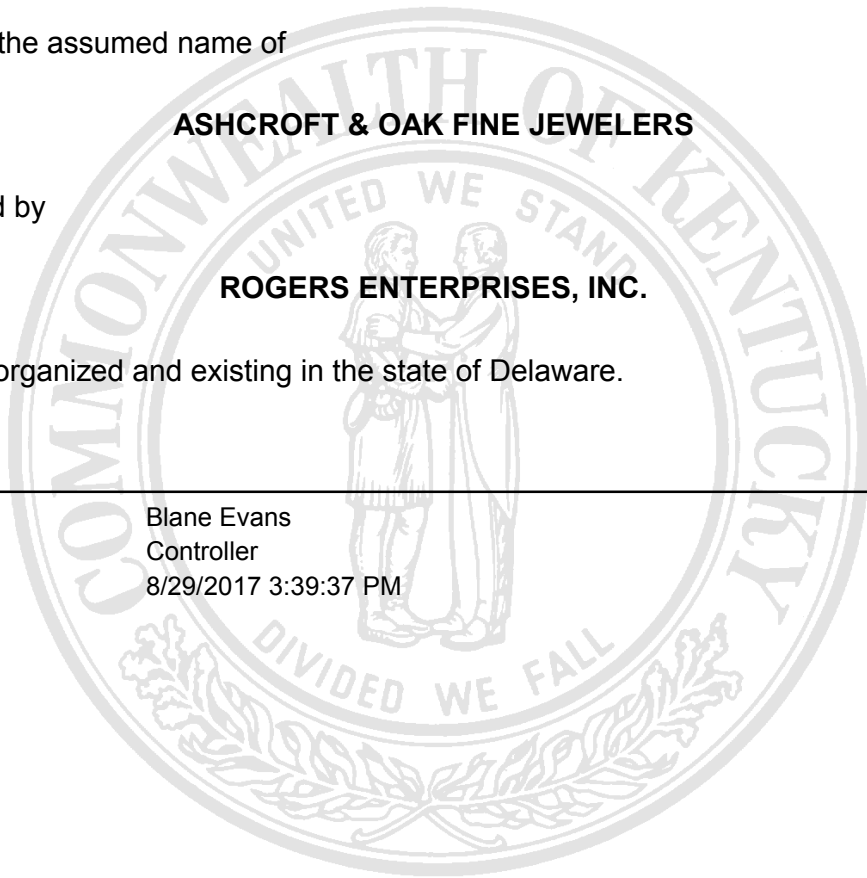 the assumed name of
ASHCROFT & OAK FINE JEWELERS
d by
ROGERS ENTERPRISES, INC.
organized and existing in the state of Delaware.
Blane Evans
Controller
8/29/2017 3:39:37 PM
COMMONWEALTH OF KENTUCKY
UNITED WE STAND
DIVIDED WE FALL